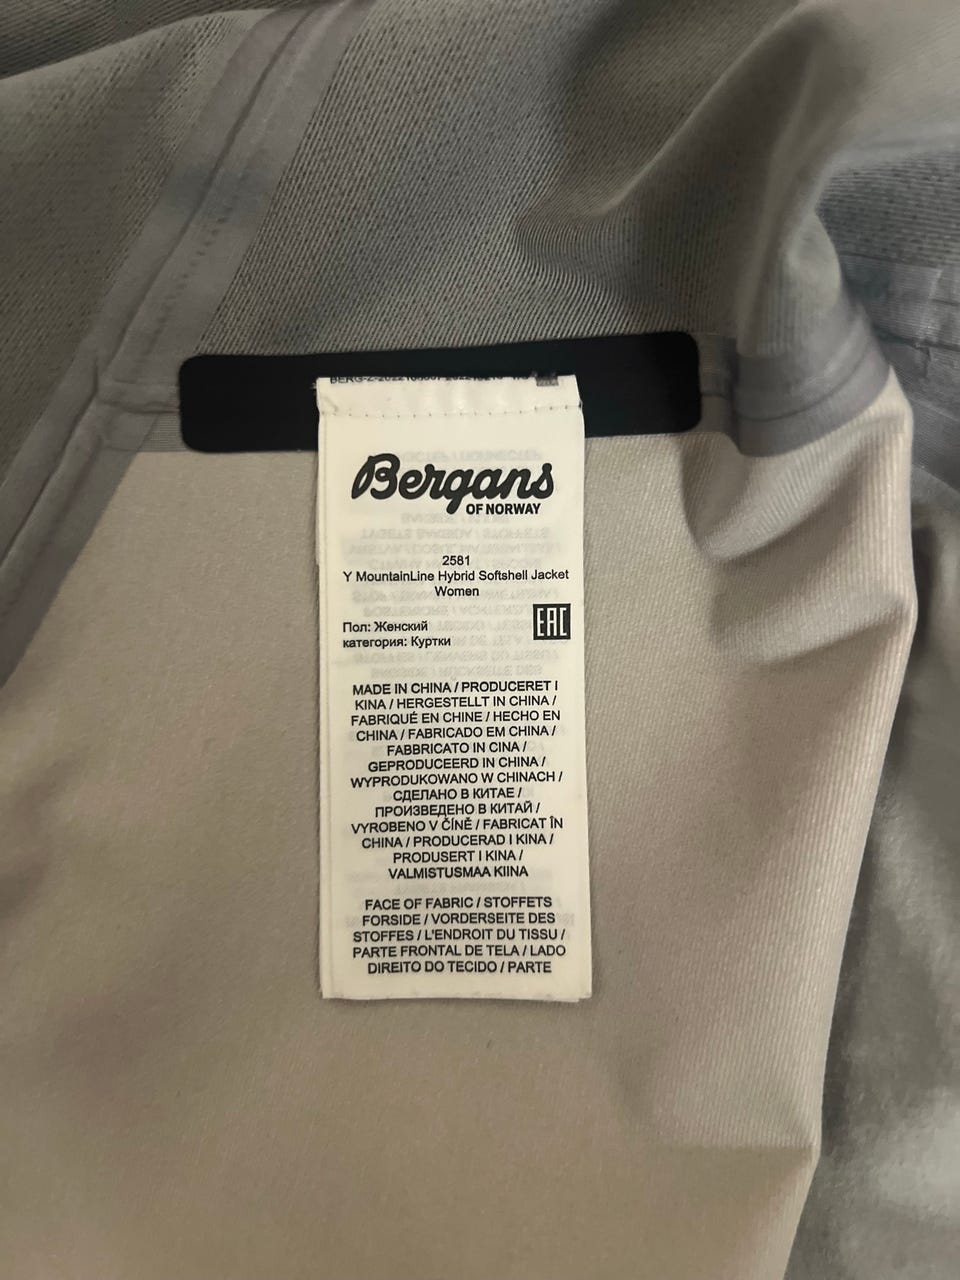 Bergans
OF NORWAY
2581
Y MountainLine Hybrid Softshell Jacket
Women
Пол: Женский
категория: Куртки
EAC
MADE IN CHINA / PRODUCERET I
KINA / HERGESTELLT IN CHINA /
FABRIQUÉ EN CHINE / HECHO EN
CHINA / FABRICADO EM CHINA /
FABBRICATO IN CINA /
GEPRODUCEERD IN CHINA /
WYPRODUKOWANO W CHINACH /
СДЕЛАНО В КИТАЕ /
ПРОИЗВЕДЕНО В КИТАЙ /
VYROBENO V ČÍNĚ / FABRICAT ÎN
CHINA / PRODUCERAD I KINA /
PRODUSERT I KINA /
VALMISTUSMAA KIINA
FACE OF FABRIC / STOFFETS
FORSIDE / VORDERSEITE DES
STOFFES / L'ENDROIT DU TISSU /
PARTE FRONTAL DE TELA / LADO
DIREITO DO TECIDO / PARTE